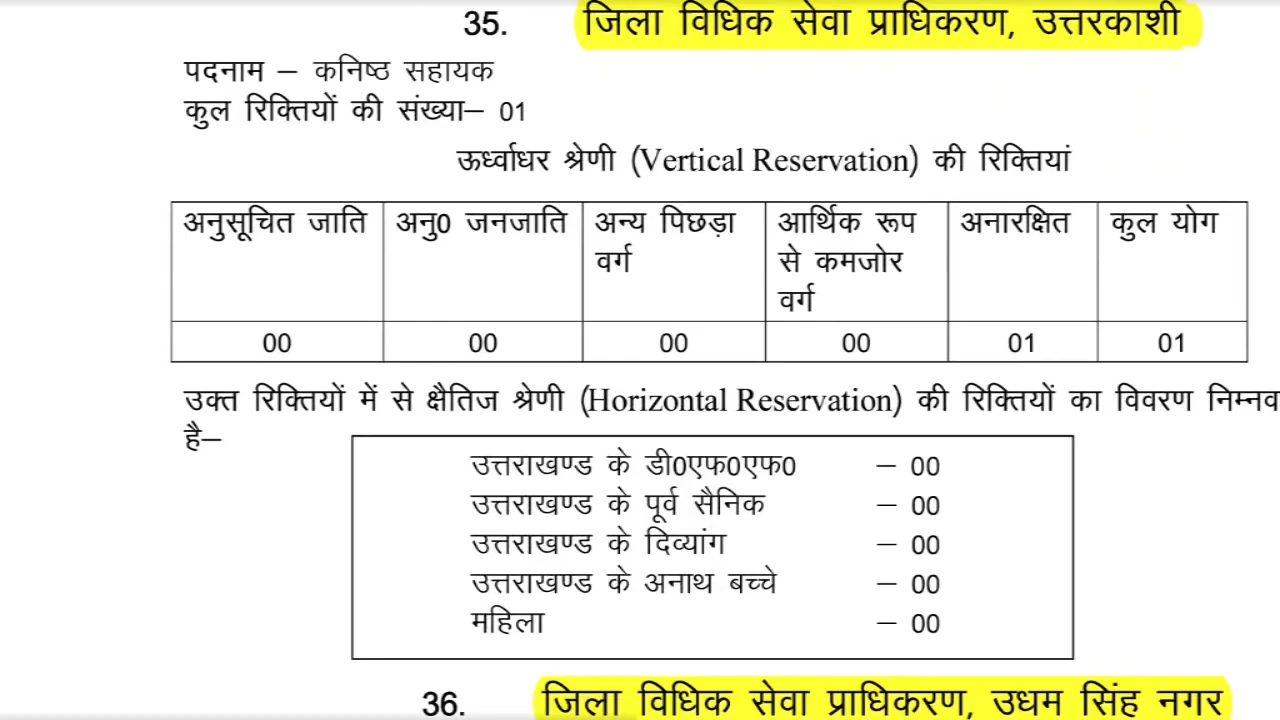 35. जिला विधिक सेवा प्राधिकरण, उत्तरकाशी
पदनाम – कनिष्ठ सहायक
कुल रिक्तियों की संख्या– 01
ऊर्ध्वाधर श्रेणी (Vertical Reservation) की रिक्तियां
अनुसूचित जाति अनु0 जनजाति अन्य पिछड़ा आर्थिक रूप अनारक्षित कुल योग
वर्ग से कमजोर
वर्ग
00 00 00 00 01 01
उक्त रिक्तियों में से क्षैतिज श्रेणी (Horizontal Reservation) की रिक्तियों का विवरण
है–
उत्तराखण्ड के डी0एफ0एफ0 – 00
उत्तराखण्ड के पूर्व सैनिक – 00
उत्तराखण्ड के दिव्यांग – 00
उत्तराखण्ड के अनाथ बच्चे – 00
महिला – 00
36. जिला विधिक सेवा प्राधिकरण, उधम सिंह नगर